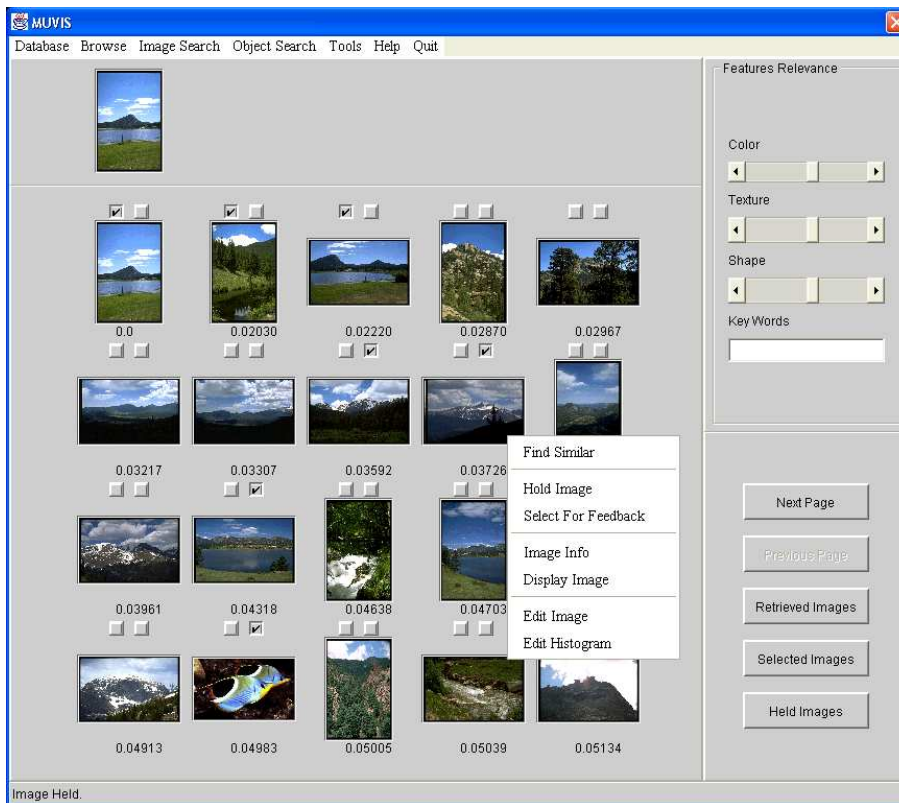 MUVIS
Database Browse Image Search Object Search Tools Help Quit
Features Relevance
Color
Texture
Shape
Key Words
0.0 0.02030 0.02220 0.02870 0.02967
0.03217 0.03307 0.03592 0.03726
0.03961 0.04318 0.04638 0.04703
0.04913 0.04983 0.05005 0.05039 0.05134
Find Similar
Hold Image
Select For Feedback
Image Info
Display Image
Edit Image
Edit Histogram
Next Page
Previous Page
Retrieved Images
Selected Images
Held Images
Image Held.